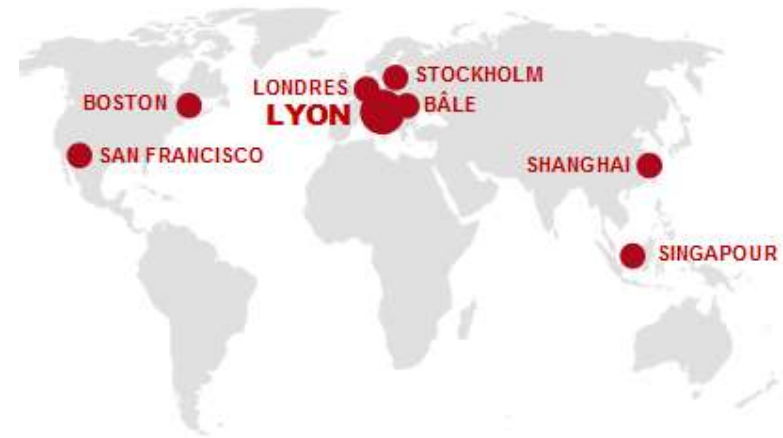 STOCKHOLM
LONDRES
BOSTON
BÂLE
LYON
SAN FRANCISCO
SHANGHAI
SINGAPOUR